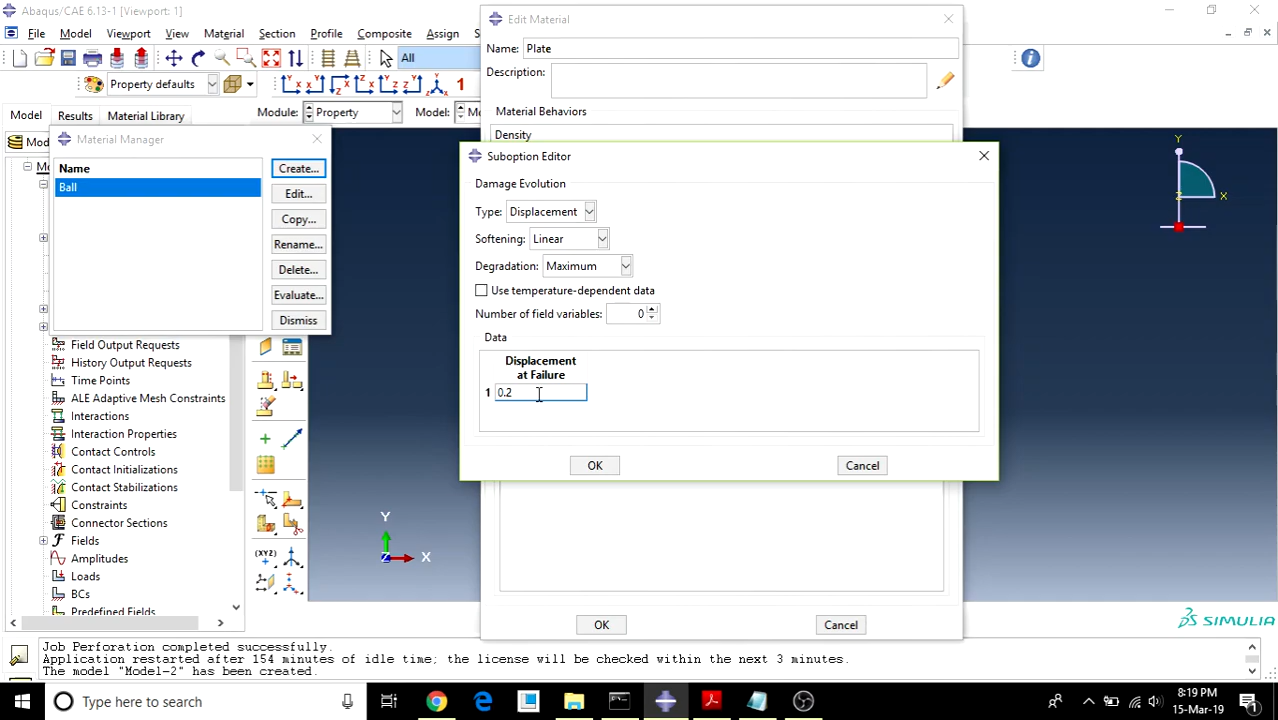 Abaqus/CAE 6.13-1 [Viewport: 1]
File Model Viewport View Material Section Profile Composite Assign
All
Property defaults
Model Results Material Library
Module: Property Model:
Material Manager
Name
Ball
Create...
Edit...
Copy...
Rename...
Delete...
Evaluate...
Dismiss
Field Output Requests
History Output Requests
Time Points
ALE Adaptive Mesh Constraints
Interactions
Interaction Properties
Contact Controls
Contact Initializations
Contact Stabilizations
Constraints
Connector Sections
Fields
Amplitudes
Loads
BCs
Predefined Fields
(XYZ)
Edit Material
Name: Plate
Description:
Material Behaviors
Density
Suboption Editor
Damage Evolution
Type: Displacement
Softening: Linear
Degradation: Maximum
Use temperature-dependent data
Number of field variables: 0
Data
Displacement
at Failure
1 0.2
OK Cancel
OK Cancel
Y
X
Z
Y
X
Z
SIMULIA
Job Perforation completed successfully.
Application restarted after 154 minutes of idle time; the license will be checked within the next 3 minutes.
The model "Model-2" has been created.
Type here to search
8:19 PM
15-Mar-19
1